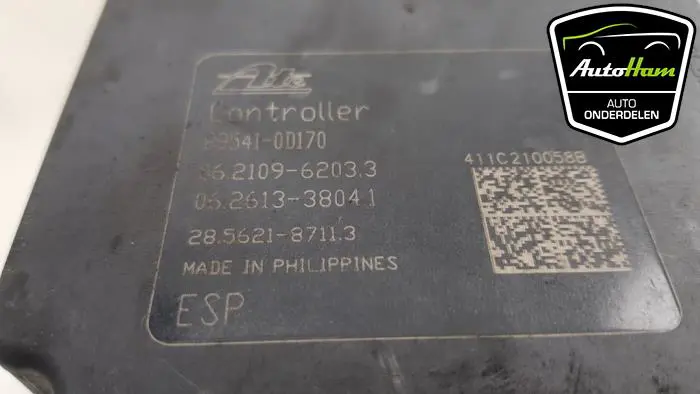 Ate
Controller
89541-0D170
06.2109-6203.3
06.2613-3804.1
28.5621-8711.3
MADE IN PHILIPPINES
ESP
411C210058B
AutoHam
AUTO
ONDERDELEN